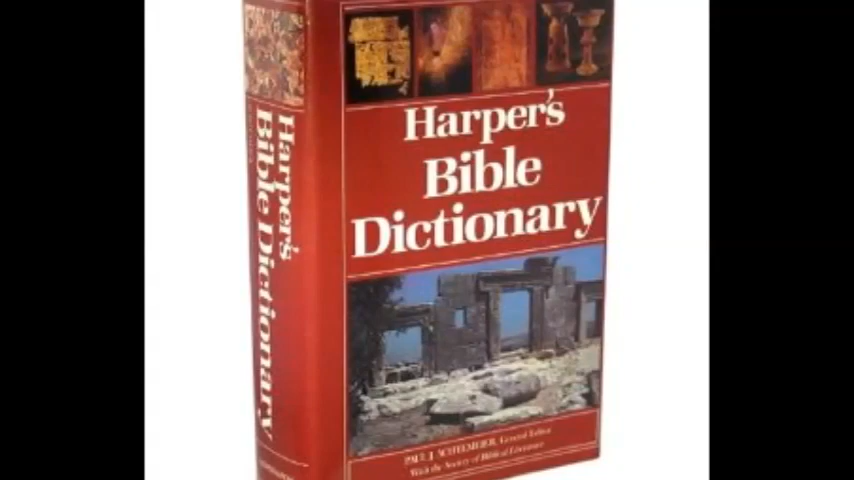 Harper's
Bible
Dictionary
PAUL J. ACHTEMEIER, General Editor
With the Society of Biblical Literature
Harper's
Bible Dictionary